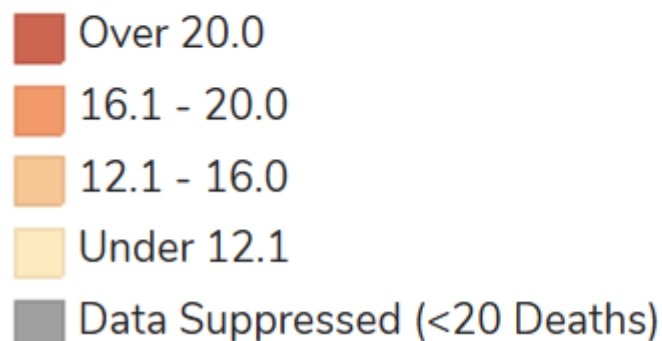 Over 20.0
16.1 - 20.0
12.1 - 16.0
Under 12.1
Data Suppressed (<20 Deaths)